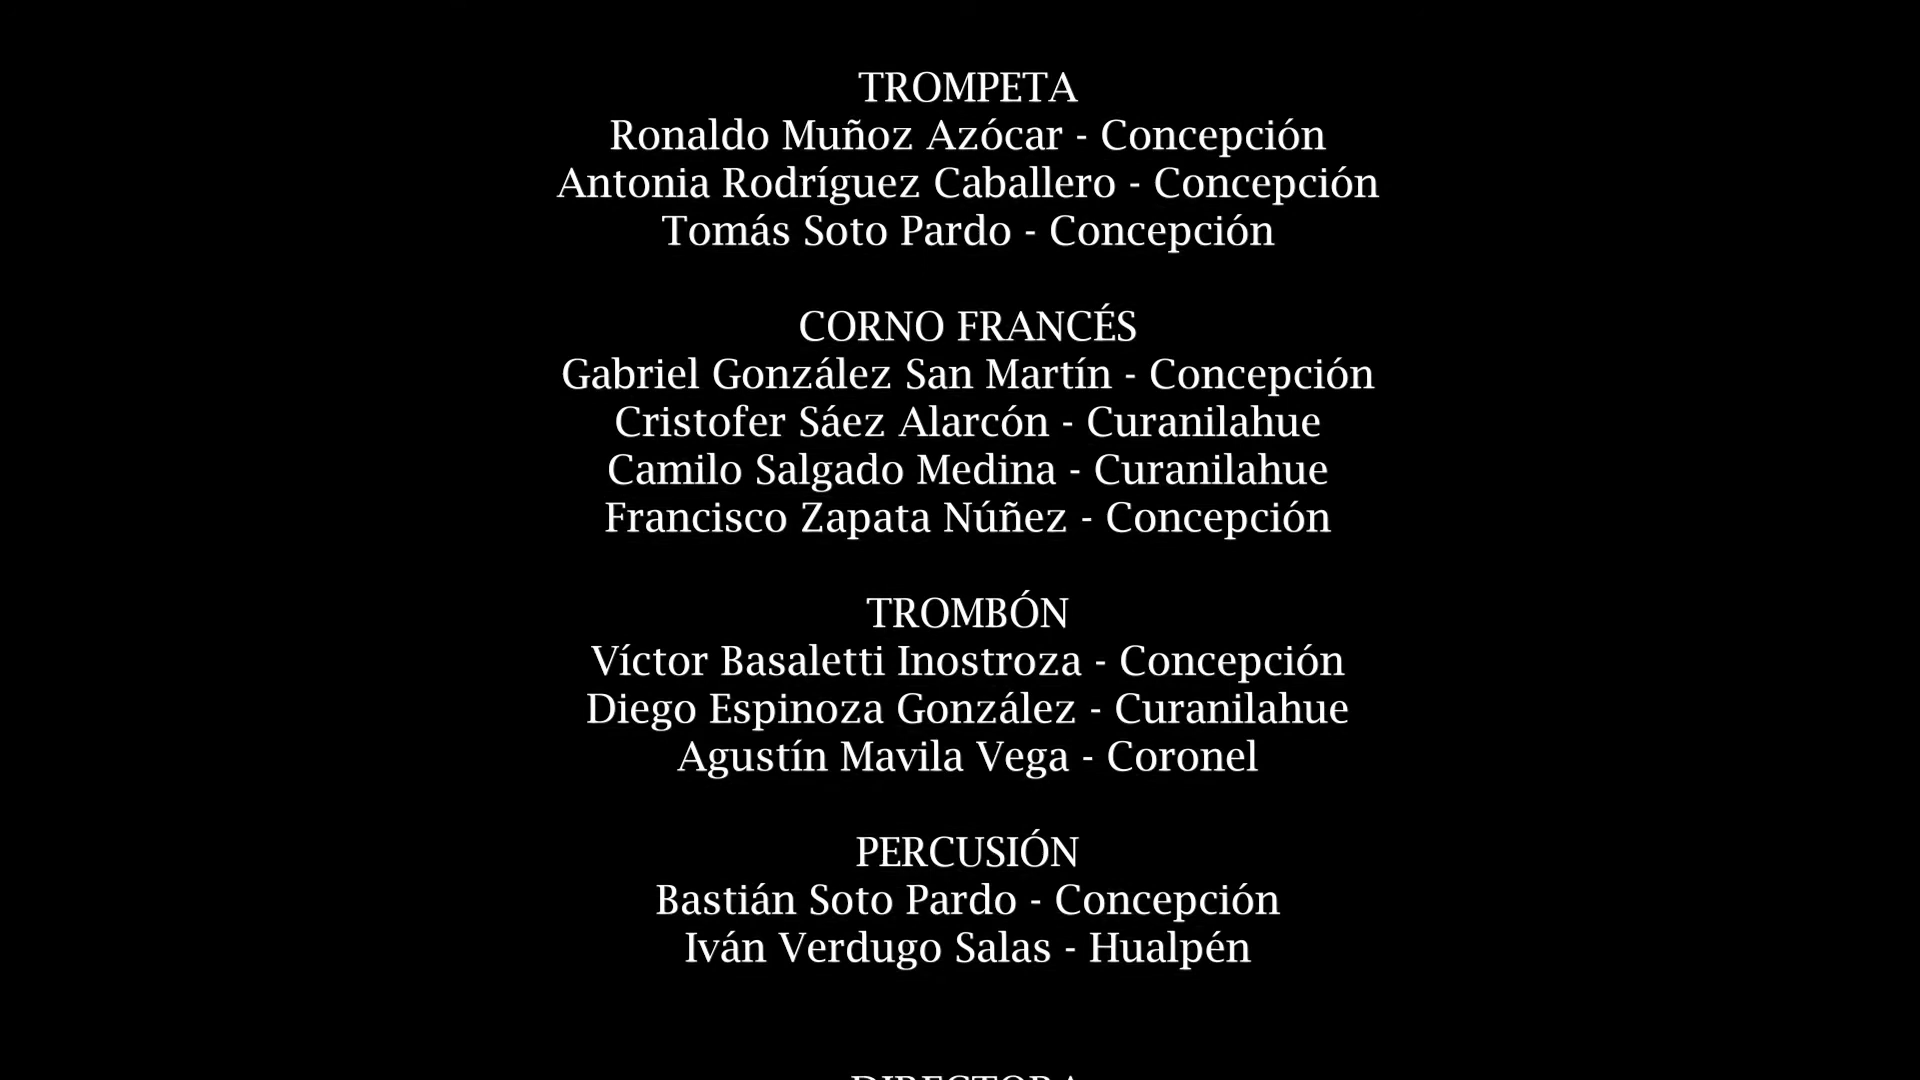 TROMPETA
Ronaldo Muñoz Azócar - Concepción
Antonia Rodríguez Caballero - Concepción
Tomás Soto Pardo - Concepción
CORNO FRANCÉS
Gabriel González San Martín - Concepción
Cristofer Sáez Alarcón - Curanilahue
Camilo Salgado Medina - Curanilahue
Francisco Zapata Núñez - Concepción
TROMBÓN
Víctor Basaletti Inostroza - Concepción
Diego Espinoza González - Curanilahue
Agustín Mavila Vega - Coronel
PERCUSIÓN
Bastián Soto Pardo - Concepción
Iván Verdugo Salas - Hualpén
DIRECTORA